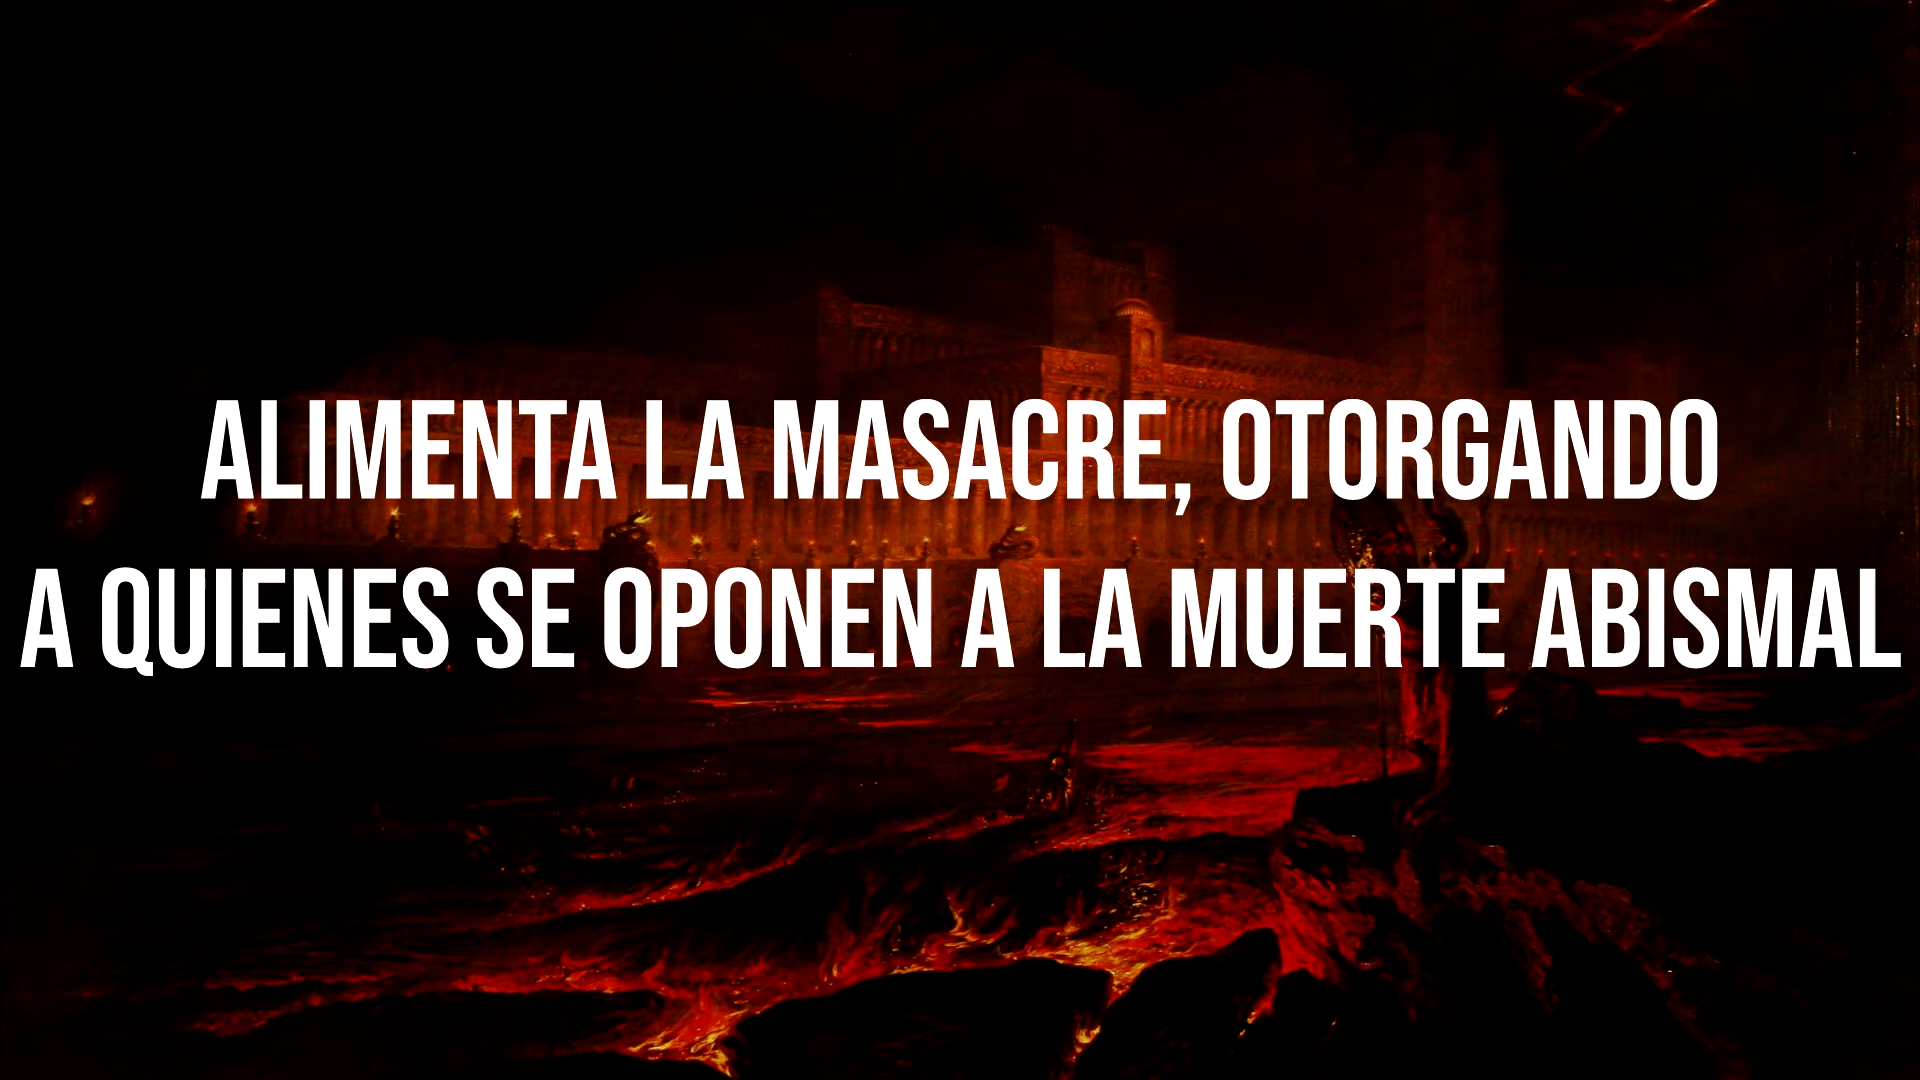 ALIMENTA LA MASACRE, OTORGANDO
A QUIENES SE OPONEN A LA MUERTE ABISMAL